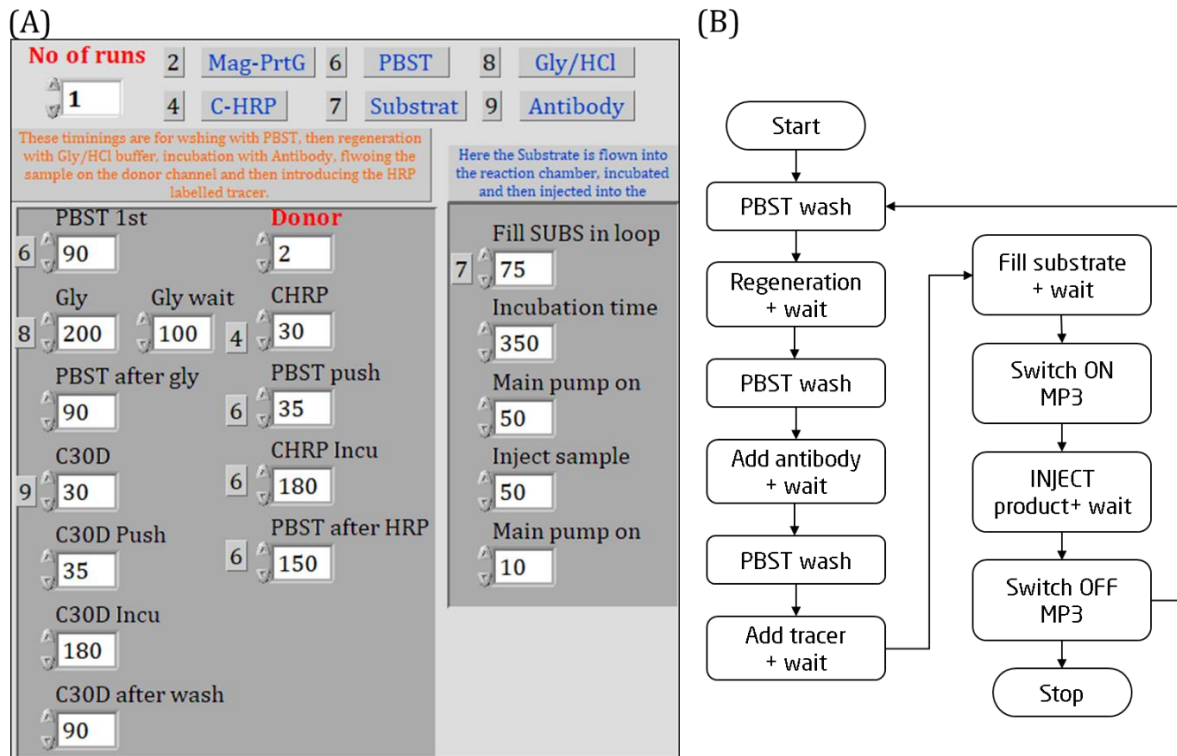 (A)
No of runs
1
2 Mag-PrtG 6 PBST 8 Gly/HCl
4 C-HRP 7 Substrat 9 Antibody
These timinings are for wshing with PBST, then regeneration
with Gly/HCl buffer, incubation with Antibody, flwoing the
sample on the donor channel and then introducing the HRP
labelled tracer.
PBST 1st
6 90
Donor
2
Gly
8 200
Gly wait
100
CHRP
4 30
PBST after gly
90
PBST push
6 35
C30D
9 30
CHRP Incu
6 180
C30D Push
35
PBST after HRP
6 150
C30D Incu
180
C30D after wash
90
Here the Substrate is flown into
the reaction chamber, incubated
and then injected into the
Fill SUBS in loop
7 75
Incubation time
350
Main pump on
50
Inject sample
50
Main pump on
10
(B)
Start
PBST wash
Regeneration
+ wait
PBST wash
Add antibody
+ wait
PBST wash
Add tracer
+ wait
Fill substrate
+ wait
Switch ON
MP3
INJECT
product+ wait
Switch OFF
MP3
Stop